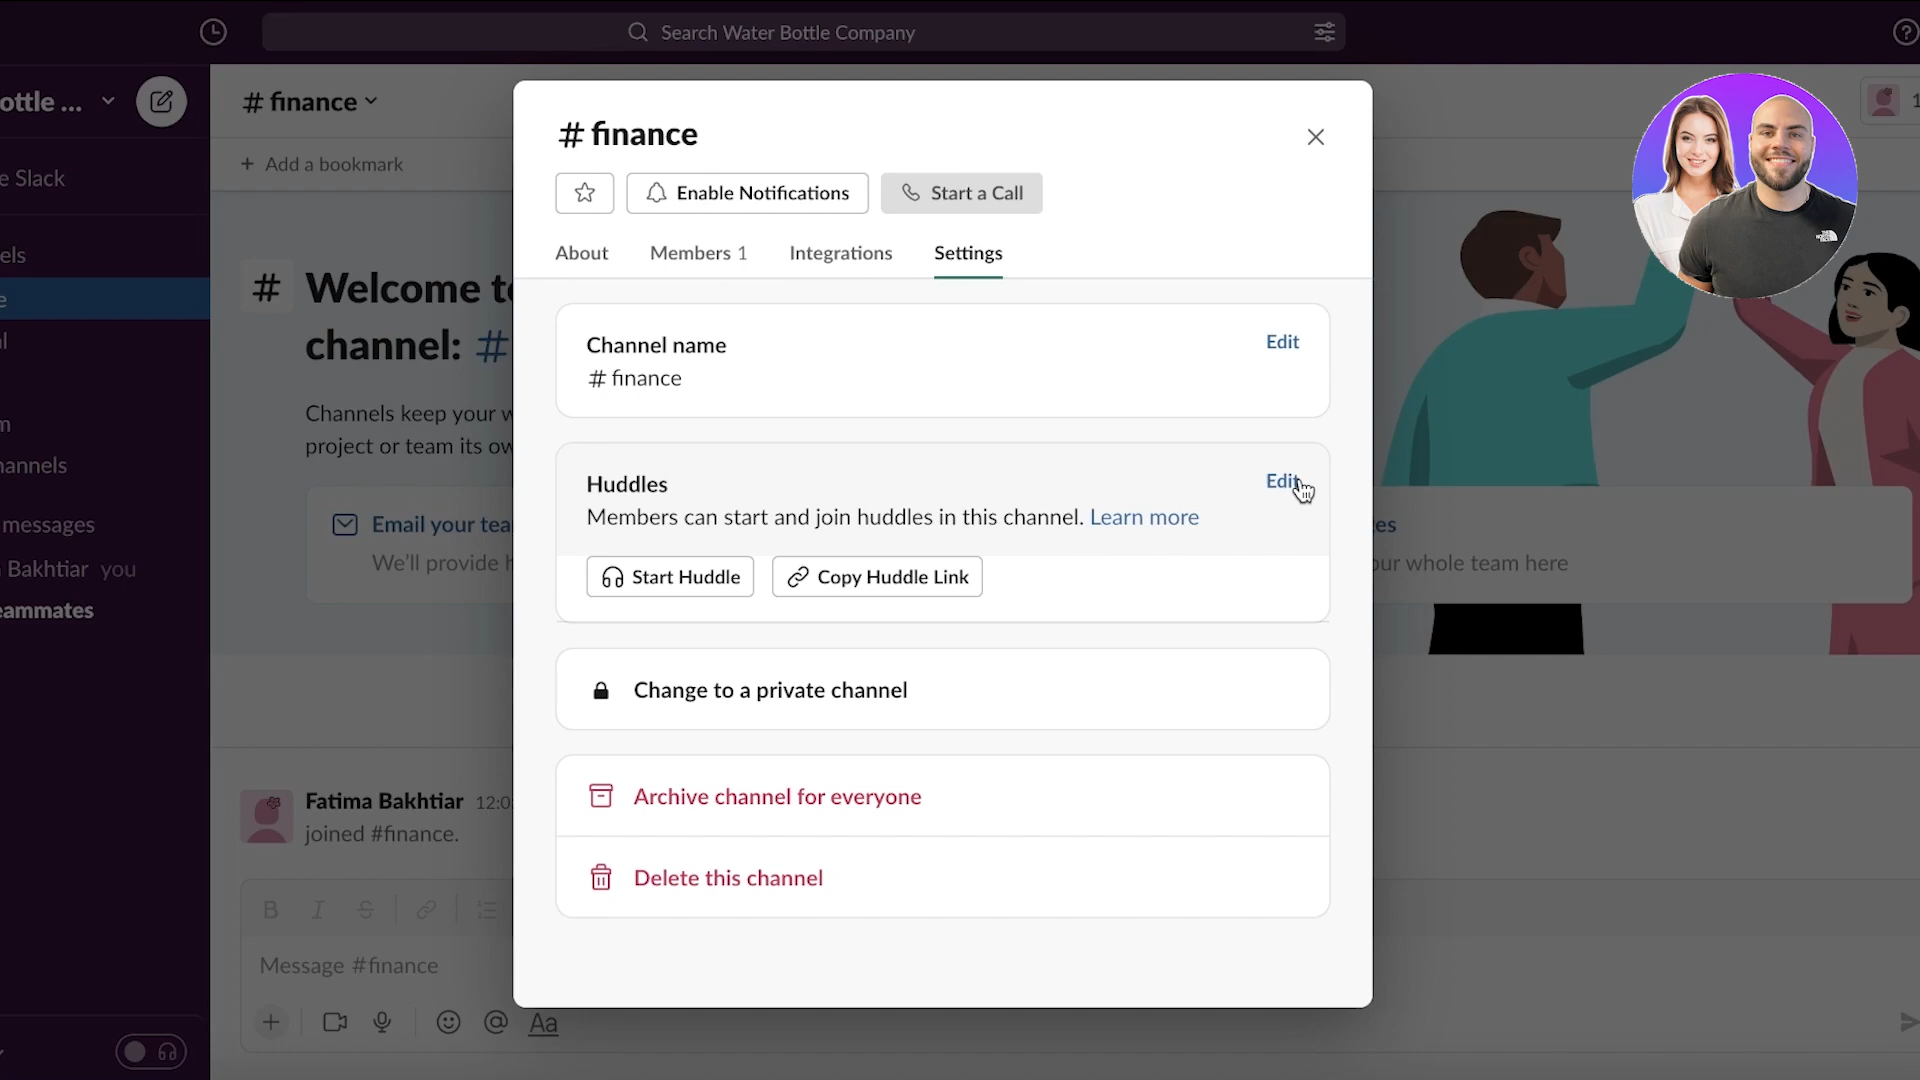 Search Water Bottle Company
ottle ...
# finance
+ Add a bookmark
e Slack
els
e
l
m
hannels
messages
Bakhtiar you
eammates
# Welcome to
channel: #
Channels keep your w
project or team its ow
Email your tea
We'll provide h
es
our whole team here
Fatima Bakhtiar 12:0
joined #finance.
B I S
Message #finance
+ @ Aa
# finance
Enable Notifications
Start a Call
About
Members 1
Integrations
Settings
Channel name
Edit
# finance
Huddles
Edit
Members can start and join huddles in this channel. Learn more
Start Huddle
Copy Huddle Link
Change to a private channel
Archive channel for everyone
Delete this channel
1